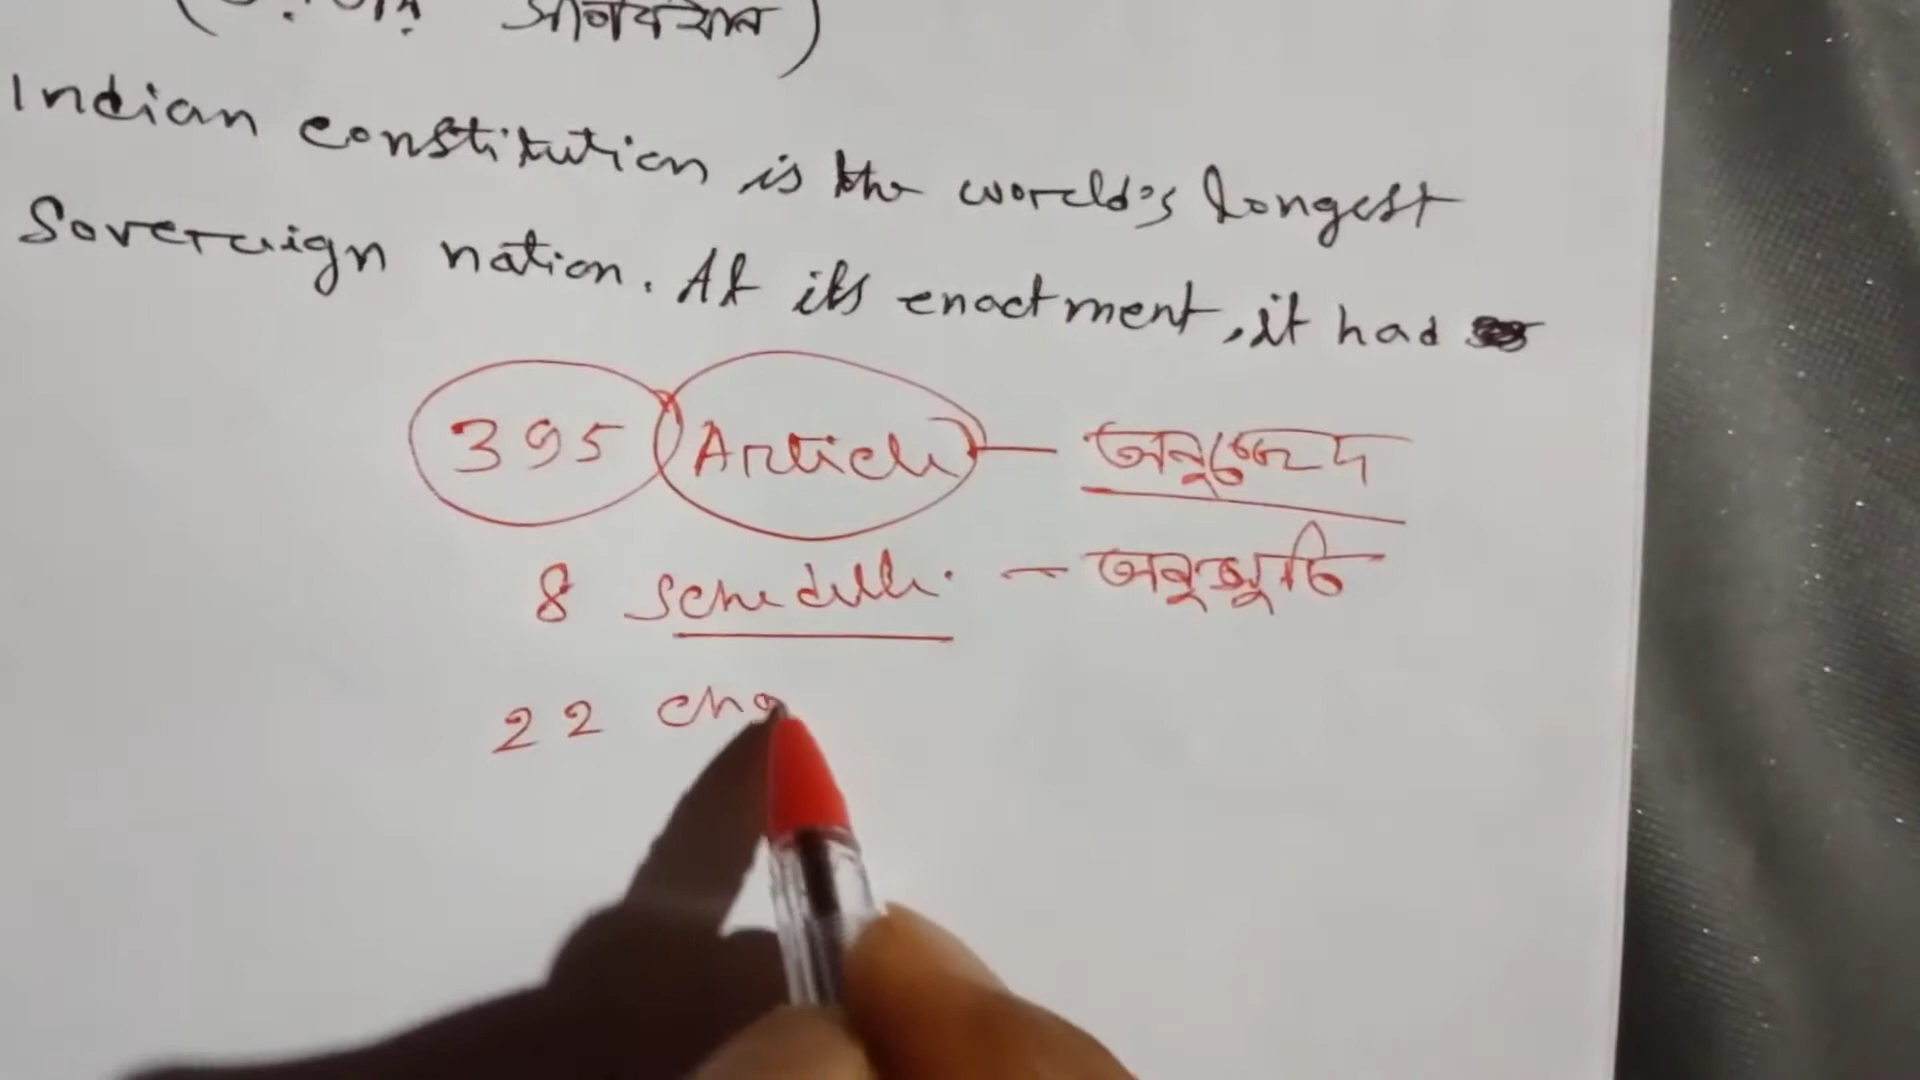 Indian constitution is the world's longest
Sovereign nation. At its enactment, it had
395 Article — অনুচ্ছেদ
8 Schedule. — অনুসূচি
22 cha